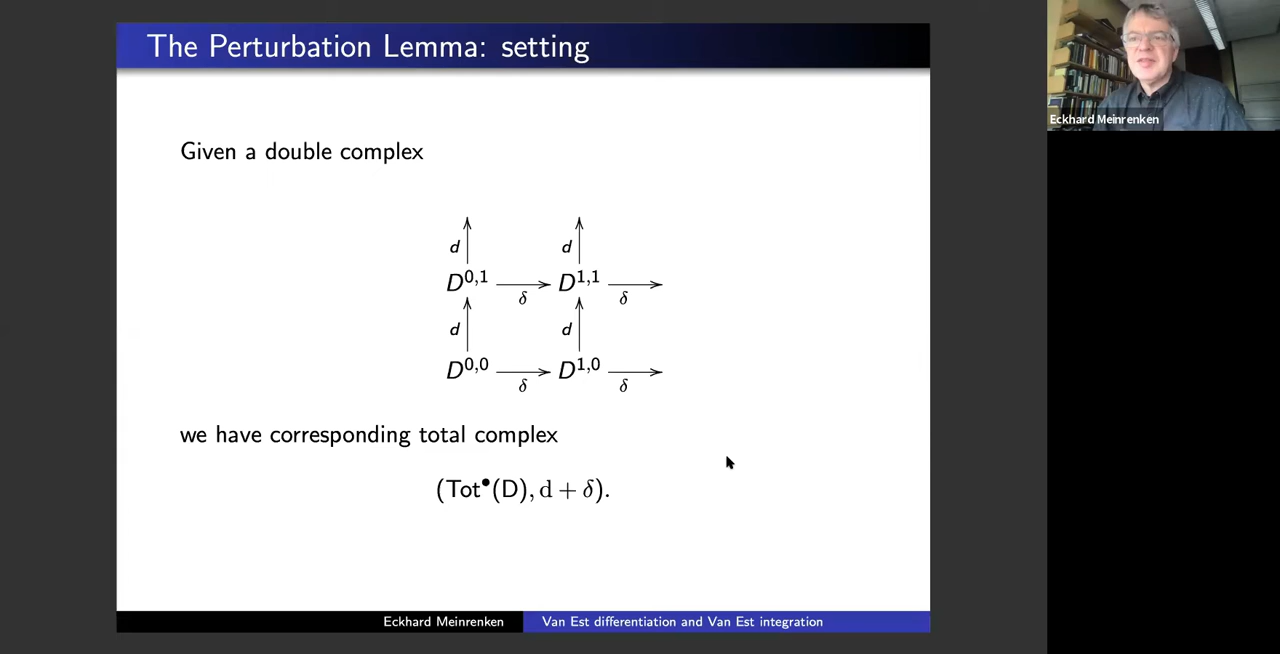 The Perturbation Lemma: setting
Eckhard Meinrenken
Given a double complex
d d
D^{0,1} δ D^{1,1} δ
d d
D^{0,0} δ D^{1,0} δ
we have corresponding total complex
(Tot^•(D), d + δ).
Eckhard Meinrenken Van Est differentiation and Van Est integration